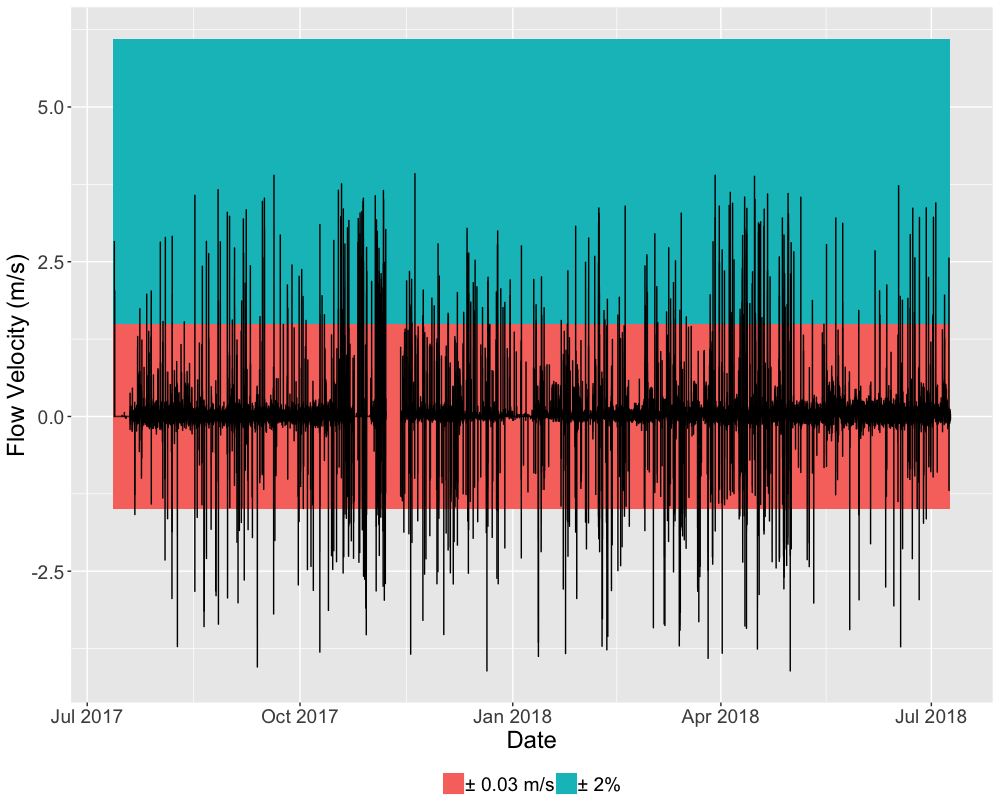 Flow Velocity (m/s)
5.0
2.5
0.0
-2.5
Jul 2017 Oct 2017 Jan 2018 Apr 2018 Jul 2018
Date
± 0.03 m/s ± 2%